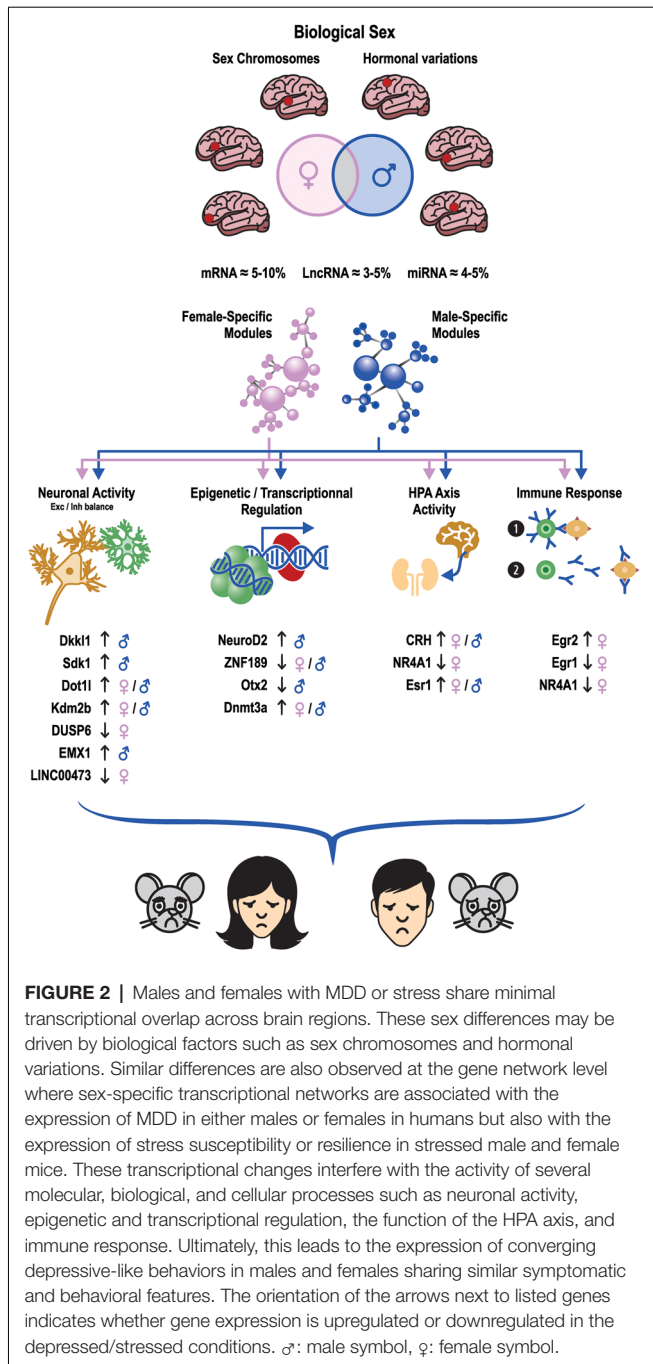 Biological Sex
Sex Chromosomes
Hormonal variations
♀
♂
mRNA ≈ 5-10%
LncRNA ≈ 3-5%
miRNA ≈ 4-5%
Female-Specific
Modules
Male-Specific
Modules
Neuronal Activity
Exc / Inh balance
Epigenetic / Transcriptionnal
Regulation
HPA Axis
Activity
Immune Response
1
2
Dkkl1 ↑ ♂
Sdk1 ↑ ♂
Dot1l ↑ ♀ / ♂
Kdm2b ↑ ♀ / ♂
DUSP6 ↓ ♀
EMX1 ↑ ♂
LINC00473 ↓ ♀
NeuroD2 ↑ ♂
ZNF189 ↓ ♀ / ♂
Otx2 ↓ ♂
Dnmt3a ↑ ♀ / ♂
CRH ↑ ♀ / ♂
NR4A1 ↓ ♀
Esr1 ↑ ♀ / ♂
Egr2 ↑ ♀
Egr1 ↓ ♀
NR4A1 ↓ ♀
FIGURE 2 | Males and females with MDD or stress share minimal
transcriptional overlap across brain regions. These sex differences may be
driven by biological factors such as sex chromosomes and hormonal
variations. Similar differences are also observed at the gene network level
where sex-specific transcriptional networks are associated with the
expression of MDD in either males or females in humans but also with the
expression of stress susceptibility or resilience in stressed male and female
mice. These transcriptional changes interfere with the activity of several
molecular, biological, and cellular processes such as neuronal activity,
epigenetic and transcriptional regulation, the function of the HPA axis, and
immune response. Ultimately, this leads to the expression of converging
depressive-like behaviors in males and females sharing similar symptomatic
and behavioral features. The orientation of the arrows next to listed genes
indicates whether gene expression is upregulated or downregulated in the
depressed/stressed conditions. ♂: male symbol, ♀: female symbol.